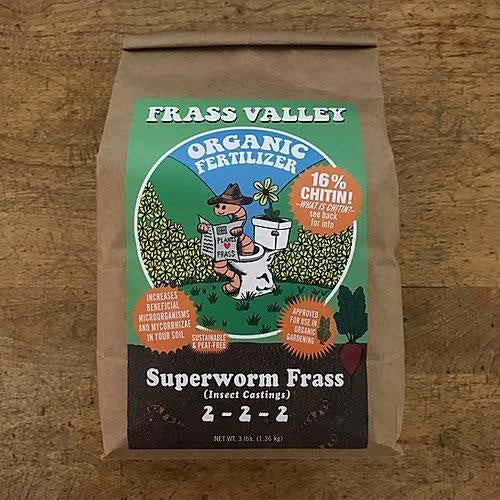 FRASS VALLEY
ORGANIC
FERTILIZER
16%
CHITIN!
-WHAT IS CHITIN?-
see back
for info
PLANTS
FRASS
INCREASES
BENEFICIAL
MICROORGANISMS
AND MYCORRHIZAE
IN YOUR SOIL
SUSTAINABLE
& PEAT-FREE
APPROVED
FOR USE IN
ORGANIC
GARDENING
Superworm Frass
(Insect Castings)
2-2-2
NET WT. 3 lbs. (1.36 kg)